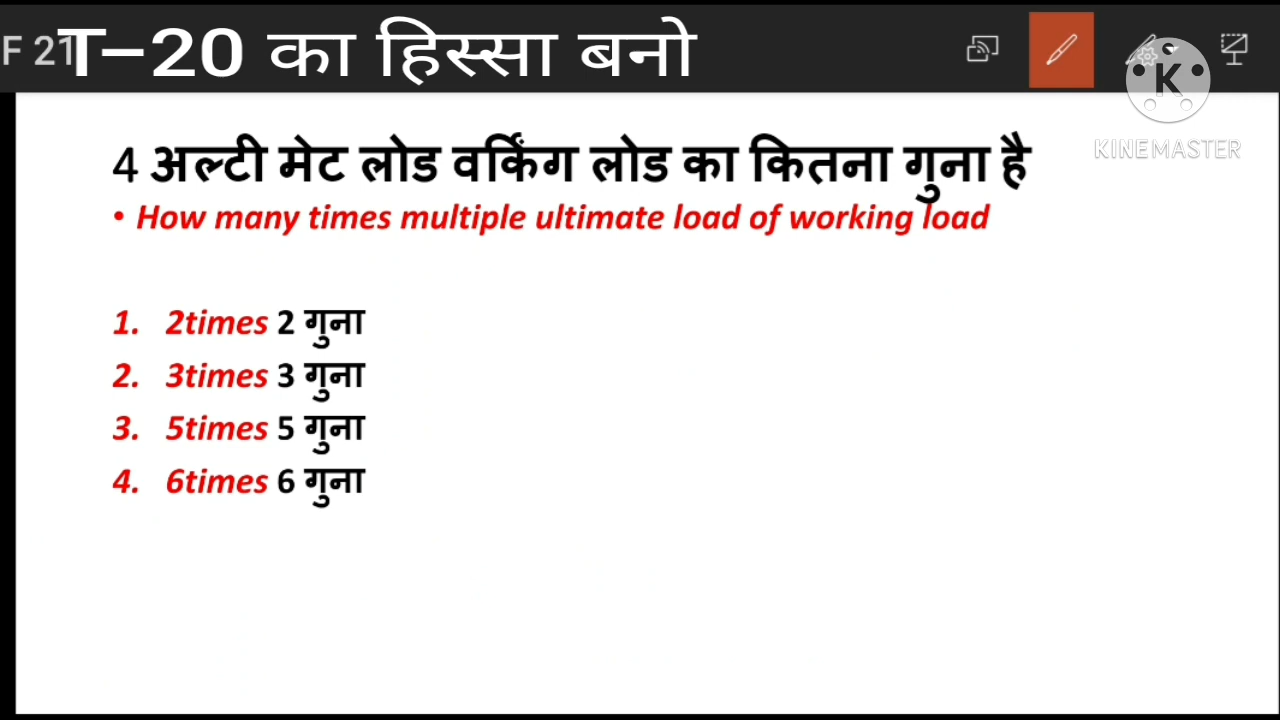 F 21
T–20 का हिस्सा बनो
K
KINEMASTER
4 अल्टी मेट लोड वर्किंग लोड का कितना गुना है
• How many times multiple ultimate load of working load
1. 2times 2 गुना
2. 3times 3 गुना
3. 5times 5 गुना
4. 6times 6 गुना